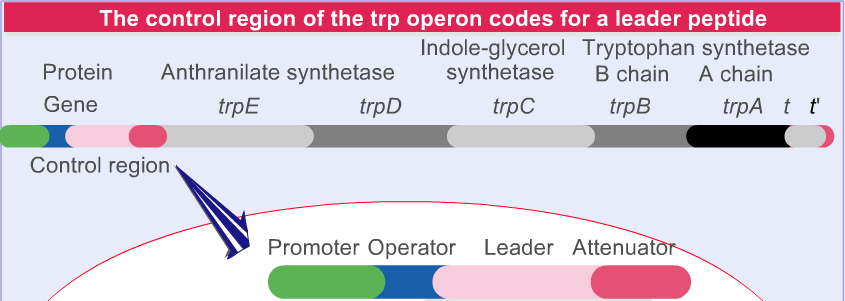 The control region of the trp operon codes for a leader peptide
Indole-glycerol Tryptophan synthetase
Protein Anthranilate synthetase synthetase B chain A chain
Gene trpE trpD trpC trpB trpA t t'
Control region
Promoter Operator Leader Attenuator